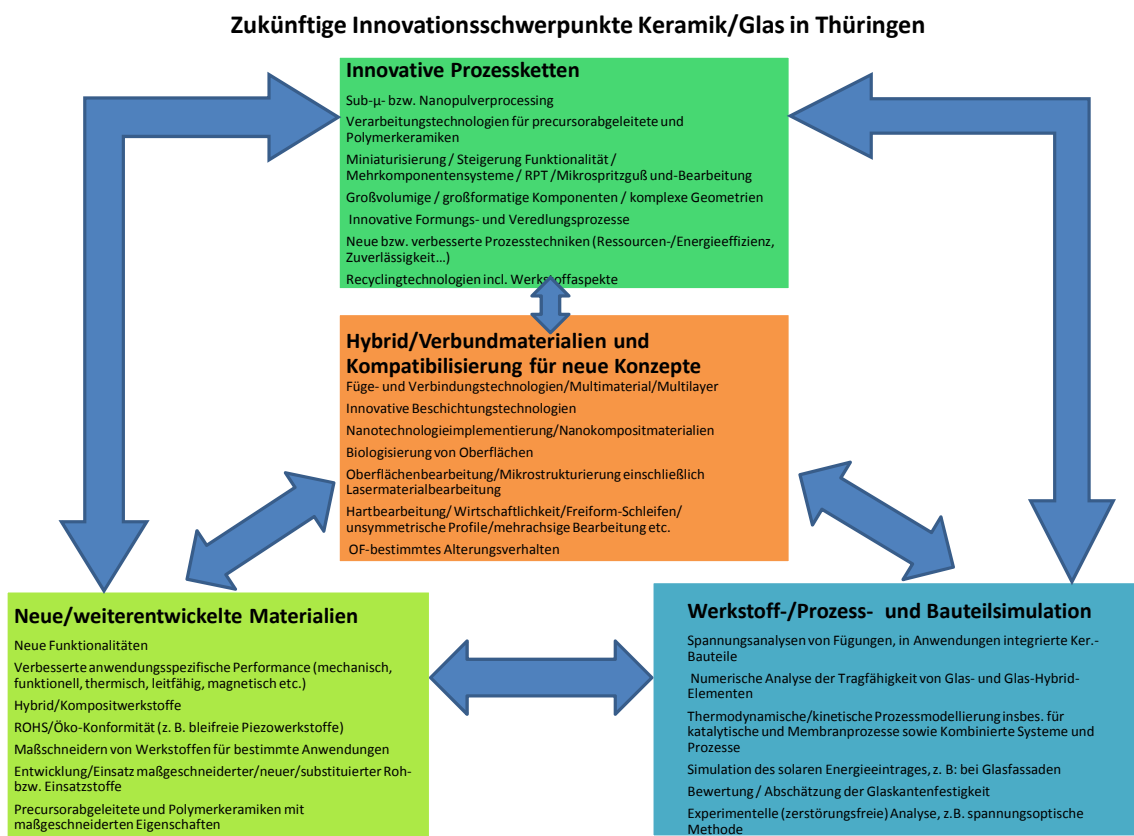 Zukünftige Innovationsschwerpunkte Keramik/Glas in Thüringen
Innovative Prozessketten
Sub-µ- bzw. Nanopulverprocessing
Verarbeitungstechnologien für precursorabgeleitete und
Polymerkeramiken
Miniaturisierung / Steigerung Funktionalität /
Mehrkomponentensysteme / RPT /Mikrospritzguß und-Bearbeitung
Großvolumige / großformatige Komponenten / komplexe Geometrien
Innovative Formungs- und Veredlungsprozesse
Neue bzw. verbesserte Prozesstechniken (Ressourcen-/Energieeffizienz,
Zuverlässigkeit…)
Recyclingtechnologien incl. Werkstoffaspekte
Hybrid/Verbundmaterialien und
Kompatibilisierung für neue Konzepte
Füge- und Verbindungstechnologien/Multimaterial/Multilayer
Innovative Beschichtungstechnologien
Nanotechnologieimplementierung/Nanokompositmaterialien
Biologisierung von Oberflächen
Oberflächenbearbeitung/Mikrostrukturierung einschließlich
Lasermaterialbearbeitung
Hartbearbeitung/ Wirtschaftlichkeit/Freiform-Schleifen/
unsymmetrische Profile/mehrachsige Bearbeitung etc.
OF-bestimmtes Alterungsverhalten
Neue/weiterentwickelte Materialien
Neue Funktionalitäten
Verbesserte anwendungsspezifische Performance (mechanisch,
funktionell, thermisch, leitfähig, magnetisch etc.)
Hybrid/Kompositwerkstoffe
ROHS/Öko-Konformität (z. B. bleifreie Piezowerkstoffe)
Maßschneidern von Werkstoffen für bestimmte Anwendungen
Entwicklung/Einsatz maßgeschneiderter/neuer/substituierter Roh-
bzw. Einsatzstoffe
Precursorabgeleitete und Polymerkeramiken mit
maßgeschneiderten Eigenschaften
Werkstoff-/Prozess- und Bauteilsimulation
Spannungsanalysen von Fügungen, in Anwendungen integrierte Ker.-
Bauteile
Numerische Analyse der Tragfähigkeit von Glas- und Glas-Hybrid-
Elementen
Thermodynamische/kinetische Prozessmodellierung insbes. für
katalytische und Membranprozesse sowie Kombinierte Systeme und
Prozesse
Simulation des solaren Energieeintrages, z. B: bei Glasfassaden
Bewertung / Abschätzung der Glaskantenfestigkeit
Experimentelle (zerstörungsfreie) Analyse, z.B. spannungsoptische
Methode